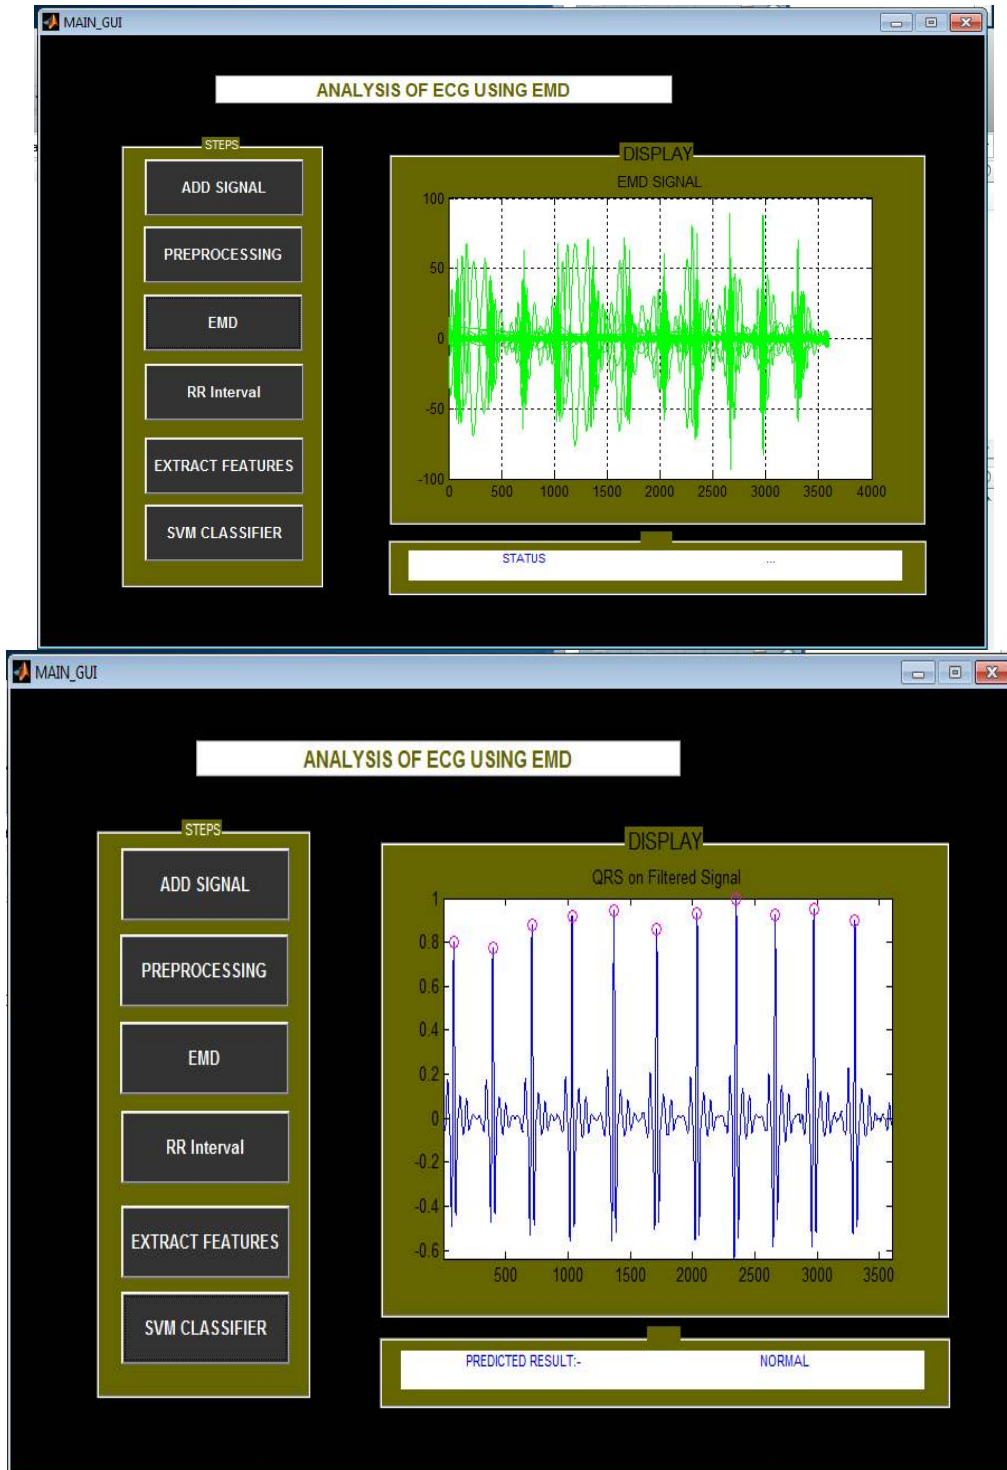 MAIN_GUI
ANALYSIS OF ECG USING EMD
STEPS
ADD SIGNAL
PREPROCESSING
EMD
RR Interval
EXTRACT FEATURES
SVM CLASSIFIER
DISPLAY
EMD SIGNAL
100
50
0
-50
-100
0 500 1000 1500 2000 2500 3000 3500 4000
STATUS ...
MAIN_GUI
ANALYSIS OF ECG USING EMD
STEPS
ADD SIGNAL
PREPROCESSING
EMD
RR Interval
EXTRACT FEATURES
SVM CLASSIFIER
DISPLAY
QRS on Filtered Signal
1
0.8
0.6
0.4
0.2
0
-0.2
-0.4
-0.6
500 1000 1500 2000 2500 3000 3500
PREDICTED RESULT:- NORMAL